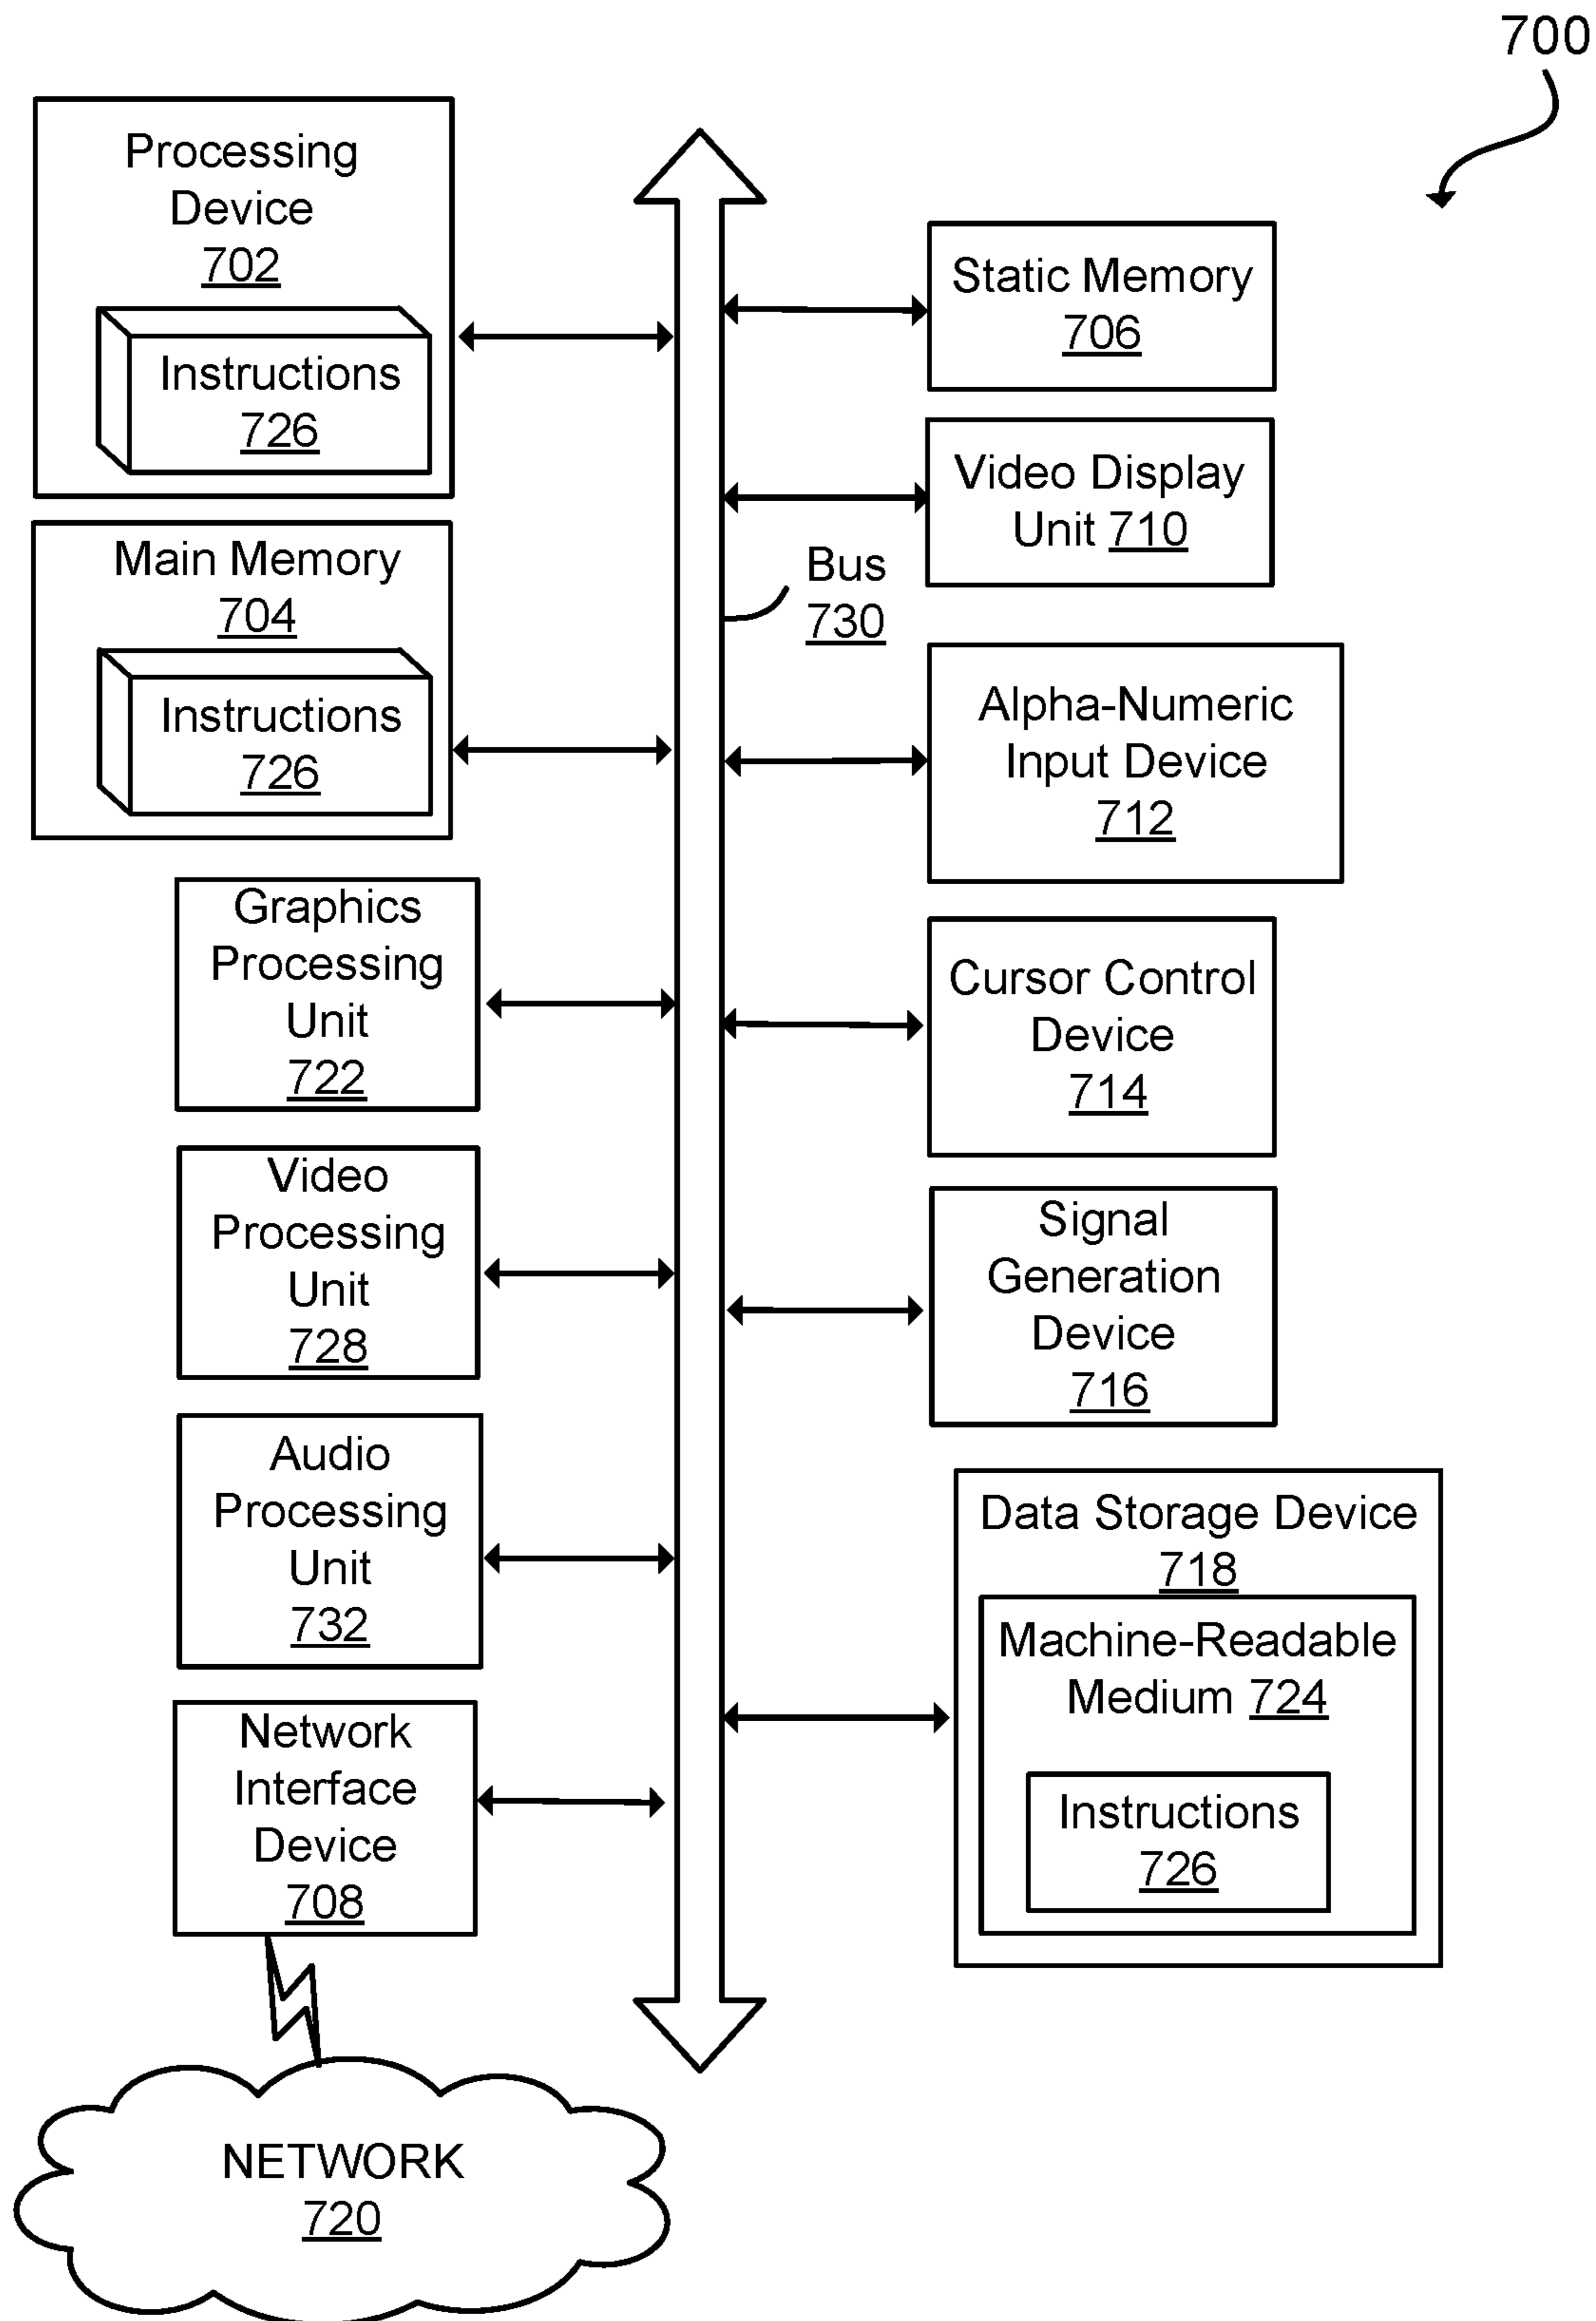 700
Processing
Device
702
Instructions
726
Main Memory
704
Instructions
726
Graphics
Processing
Unit
722
Video
Processing
Unit
728
Audio
Processing
Unit
732
Network
Interface
Device
708
NETWORK
720
Bus
730
Static Memory
706
Video Display
Unit 710
Alpha-Numeric
Input Device
712
Cursor Control
Device
714
Signal
Generation
Device
716
Data Storage Device
718
Machine-Readable
Medium 724
Instructions
726